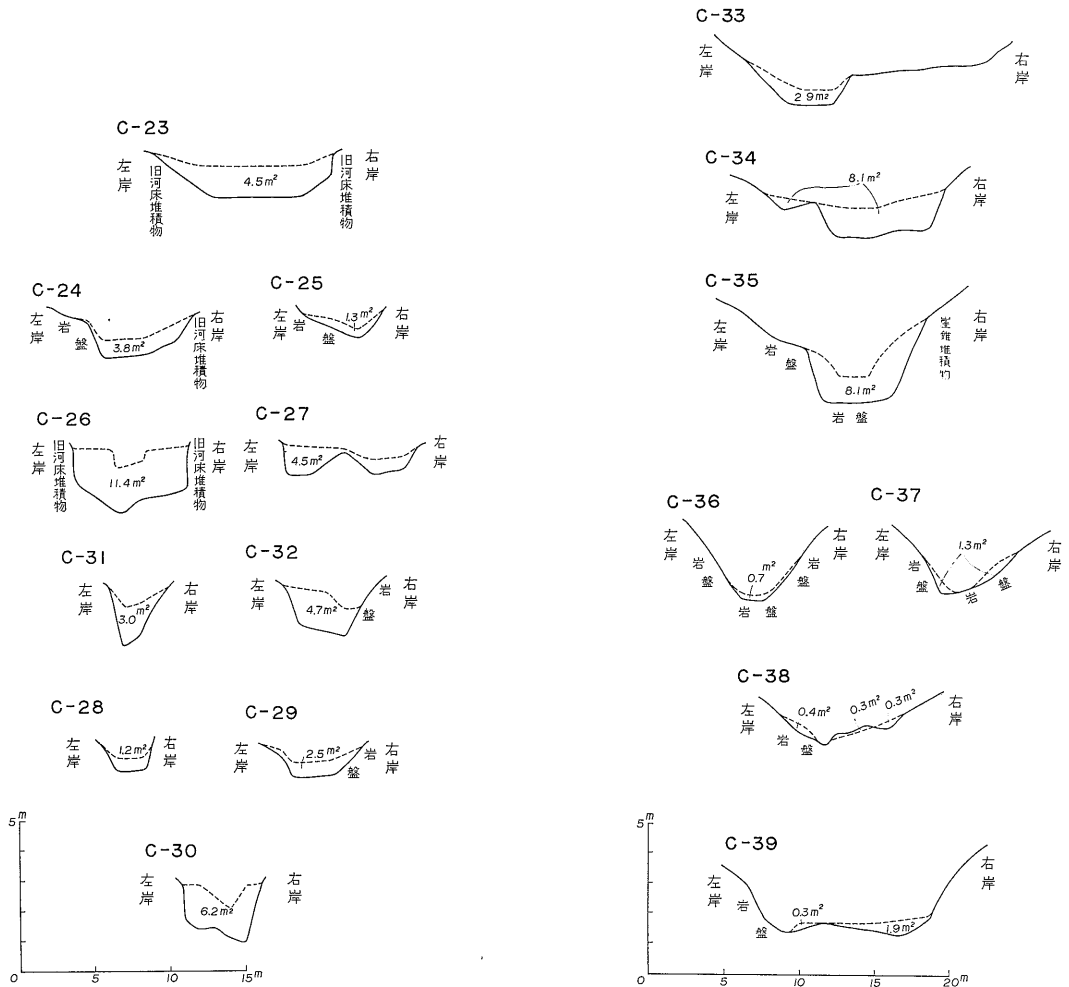 C-23
左岸
旧河床堆積物
4.5m²
旧河床堆積物
右岸
C-24
左岸
岩盤
3.8m²
旧河床堆積物
右岸
C-25
左岸
岩盤
1.3m²
右岸
C-26
左岸
旧河床堆積物
11.4m²
旧河床堆積物
右岸
C-27
左岸
4.5m²
右岸
C-31
左岸
3.0m²
右岸
C-32
左岸
4.7m²
岩盤
右岸
C-28
左岸
1.2m²
右岸
C-29
左岸
2.5m²
岩盤
右岸
C-30
左岸
6.2m²
右岸
5m
0
5
10
15m
C-33
左岸
2.9m²
右岸
C-34
左岸
8.1m²
右岸
C-35
左岸
岩盤
8.1m²
岩盤
崖錐堆積物
右岸
C-36
左岸
岩盤
0.7m²
岩盤
岩盤
右岸
C-37
左岸
岩盤
1.3m²
岩盤
右岸
C-38
左岸
岩盤
0.4m²
0.3m²
0.3m²
右岸
C-39
左岸
岩盤
0.3m²
1.9m²
右岸
5m
0
5
10
15
20m